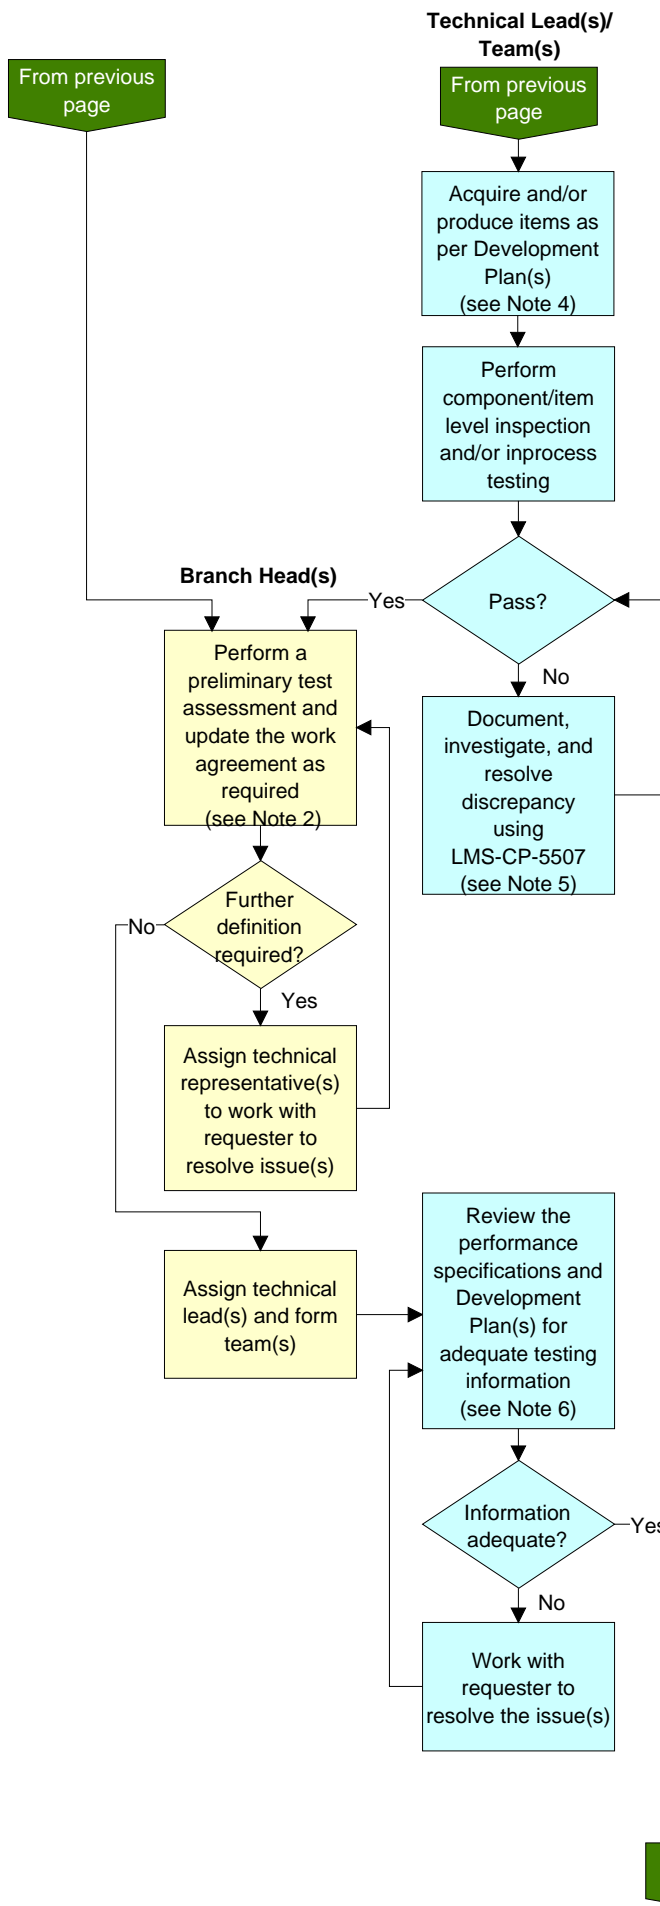 Technical Lead(s)/
Team(s)
From previous
page
From previous
page
Acquire and/or
produce items as
per Development
Plan(s)
(see Note 4)
Perform
component/item
level inspection
and/or inprocess
testing
Branch Head(s)
Yes
Pass?
No
Perform a
preliminary test
assessment and
update the work
agreement as
required
(see Note 2)
Document,
investigate, and
resolve
discrepancy
using
LMS-CP-5507
(see Note 5)
Further
definition
required?
No
Yes
Assign technical
representative(s)
to work with
requester to
resolve issue(s)
Assign technical
lead(s) and form
team(s)
Review the
performance
specifications and
Development
Plan(s) for
adequate testing
information
(see Note 6)
Information
adequate?
Yes
No
Work with
requester to
resolve the issue(s)